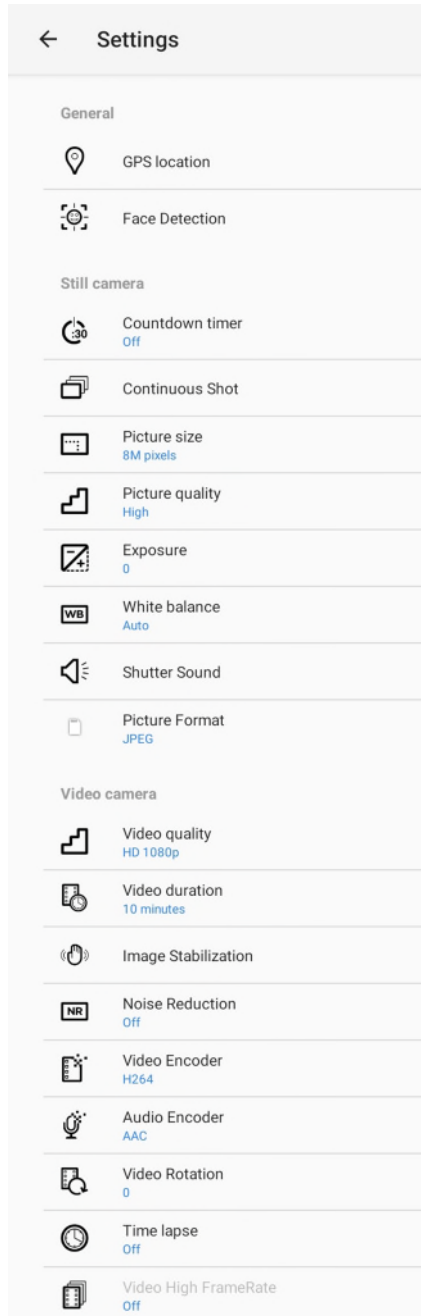 Settings
General
GPS location
Face Detection
Still camera
:30
Countdown timer
Off
Continuous Shot
Picture size
8M pixels
Picture quality
High
Exposure
0
WB
White balance
Auto
Shutter Sound
Picture Format
JPEG
Video camera
Video quality
HD 1080p
Video duration
10 minutes
Image Stabilization
NR
Noise Reduction
Off
Video Encoder
H264
Audio Encoder
AAC
Video Rotation
0
Time lapse
Off
Video High FrameRate
Off